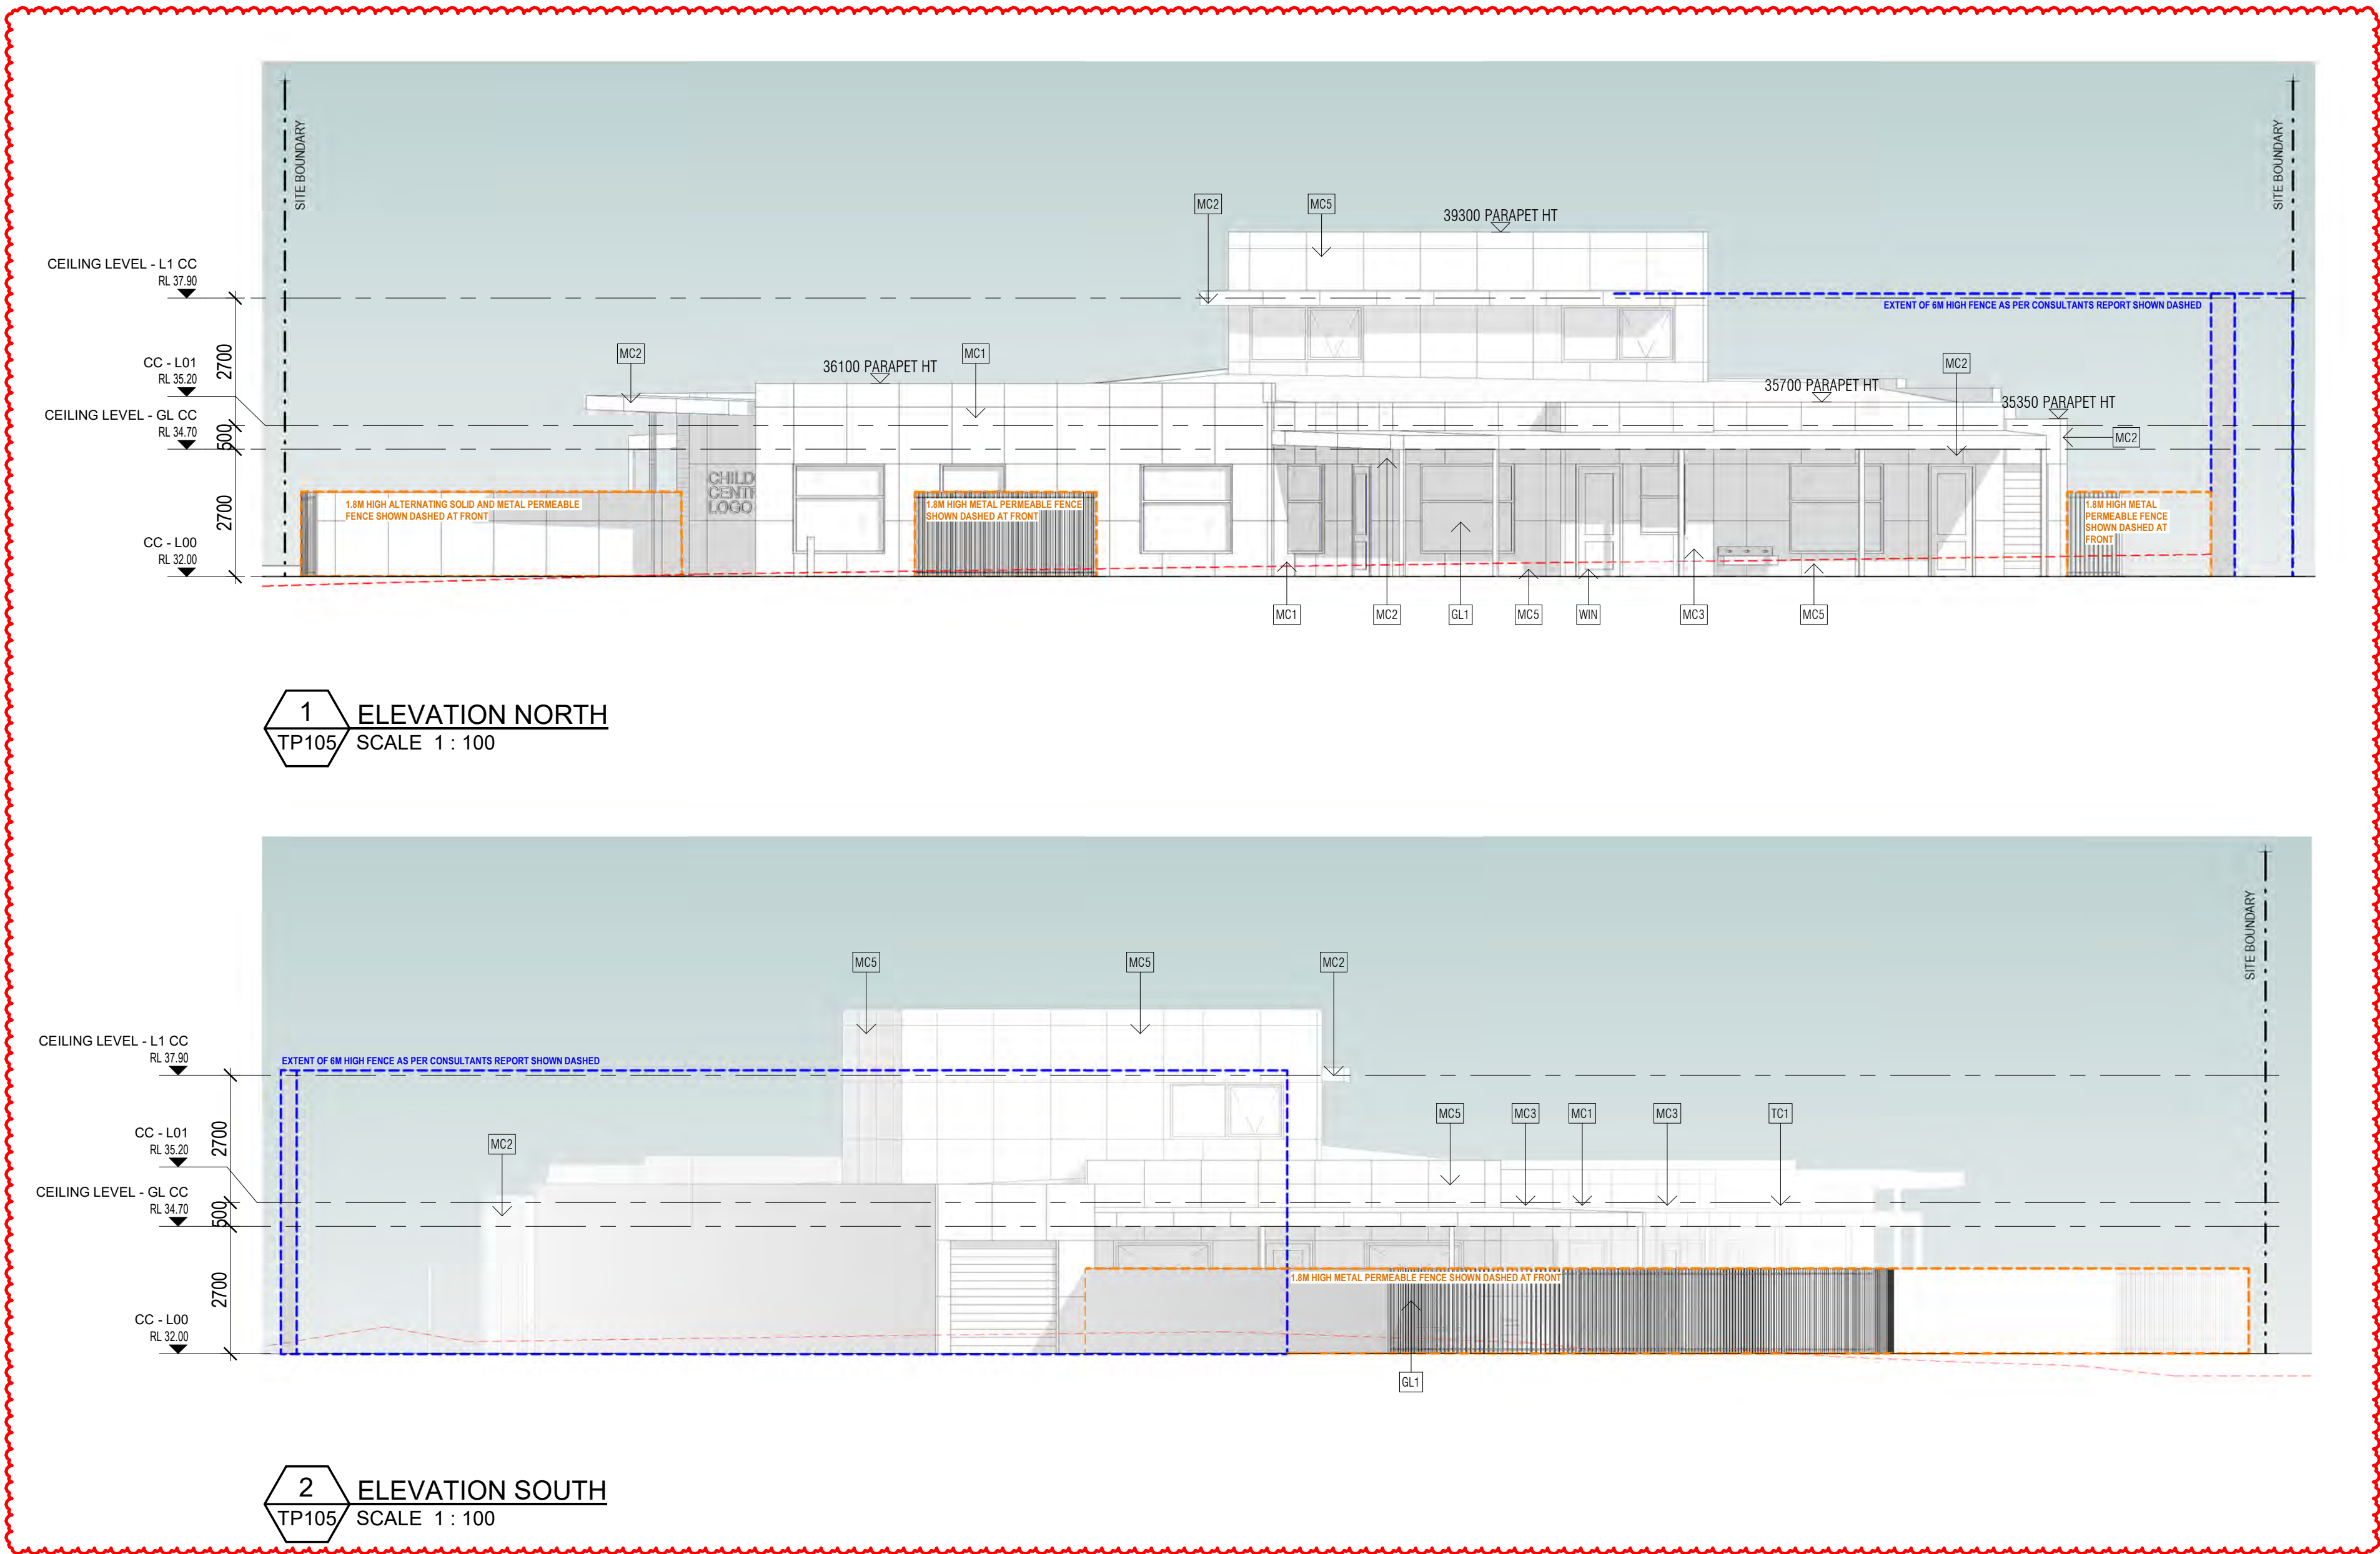 SITE BOUNDARY
SITE BOUNDARY
MC2
MC5
39300 PARAPET HT
CEILING LEVEL - L1 CC
RL 37.90
EXTENT OF 6M HIGH FENCE AS PER CONSULTANTS REPORT SHOWN DASHED
2700
CC - L01
RL 35.20
MC2
36100 PARAPET HT
MC1
MC2
35700 PARAPET HT
35350 PARAPET HT
CEILING LEVEL - GL CC
RL 34.70
500
MC2
CHILD
CENTI
LOGO
2700
1.8M HIGH ALTERNATING SOLID AND METAL PERMEABLE
FENCE SHOWN DASHED AT FRONT
1.8M HIGH METAL PERMEABLE FENCE
SHOWN DASHED AT FRONT
1.8M HIGH METAL
PERMEABLE FENCE
SHOWN DASHED AT
FRONT
CC - L00
RL 32.00
MC1
MC2
GL1
MC5
WIN
MC3
MC5
1
TP105
ELEVATION NORTH
SCALE 1 : 100
SITE BOUNDARY
MC5
MC5
MC2
CEILING LEVEL - L1 CC
RL 37.90
EXTENT OF 6M HIGH FENCE AS PER CONSULTANTS REPORT SHOWN DASHED
2700
CC - L01
RL 35.20
MC2
MC5
MC3
MC1
MC3
TC1
CEILING LEVEL - GL CC
RL 34.70
500
2700
1.8M HIGH METAL PERMEABLE FENCE SHOWN DASHED AT FRONT
CC - L00
RL 32.00
GL1
2
TP105
ELEVATION SOUTH
SCALE 1 : 100